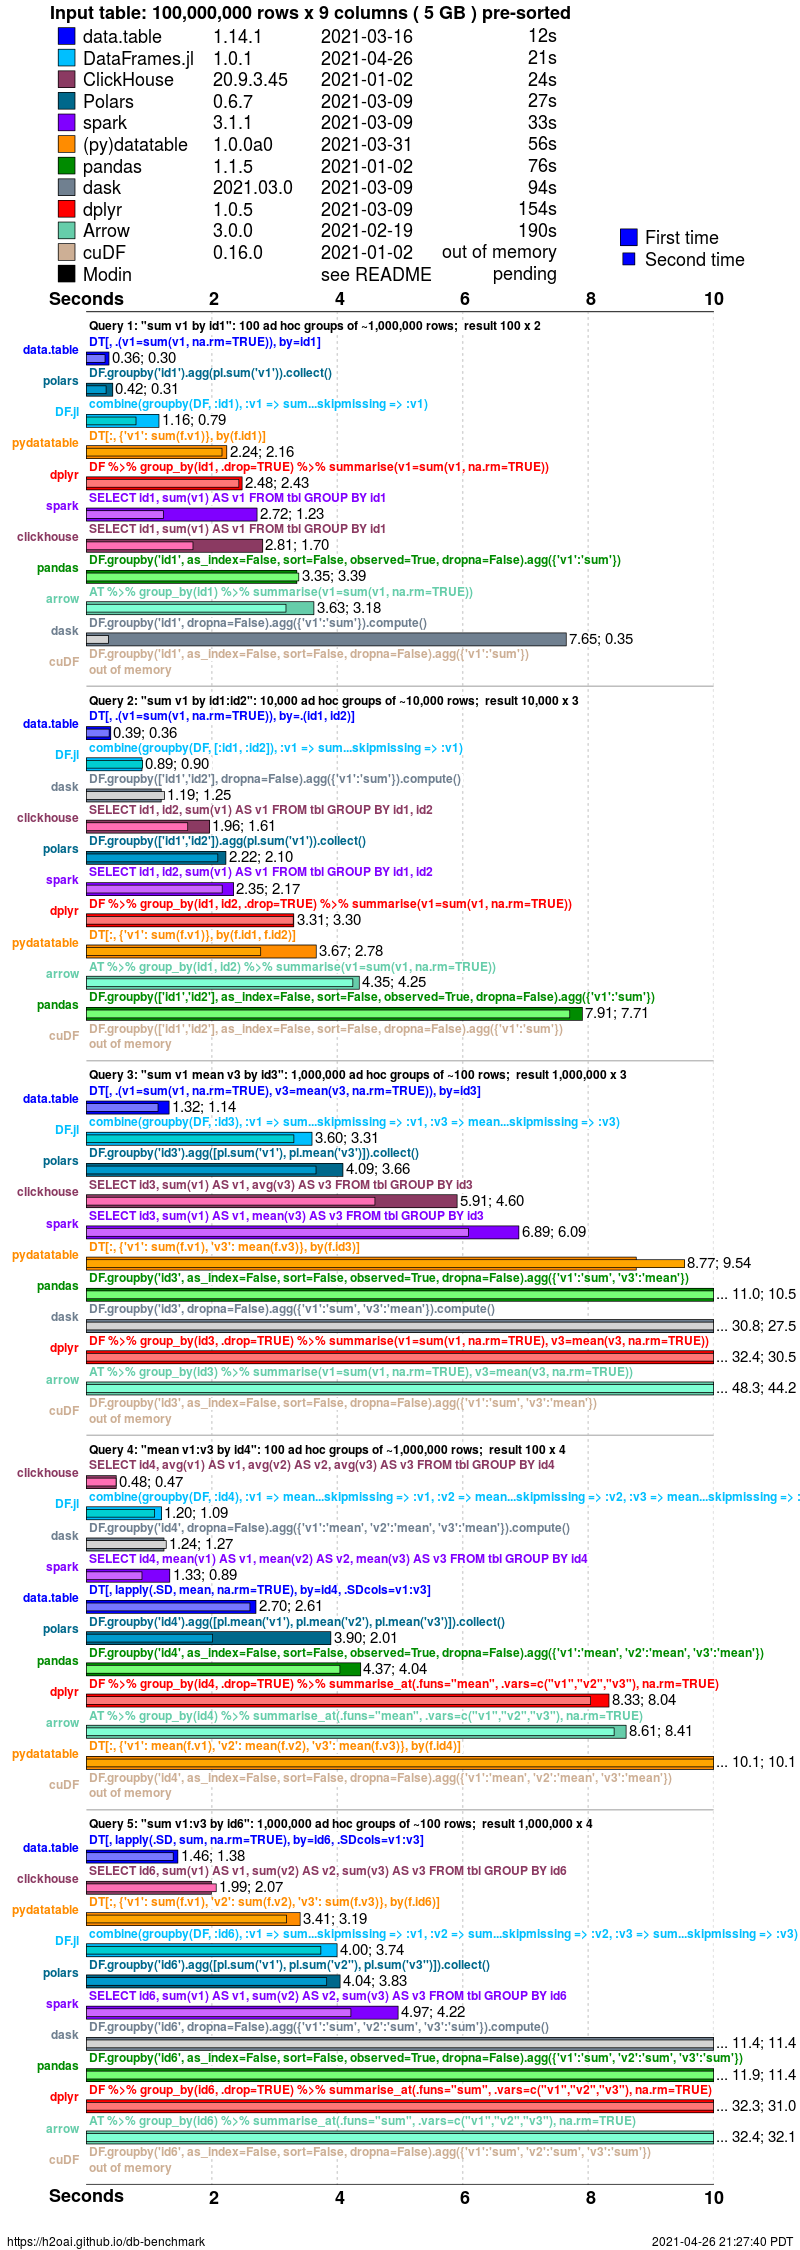 Input table: 100,000,000 rows x 9 columns ( 5 GB ) pre-sorted
data.table 1.14.1 2021-03-16 12s
DataFrames.jl 1.0.1 2021-04-26 21s
ClickHouse 20.9.3.45 2021-01-02 24s
Polars 0.6.7 2021-03-09 27s
spark 3.1.1 2021-03-09 33s
(py)datatable 1.0.0a0 2021-03-31 56s
pandas 1.1.5 2021-01-02 76s
dask 2021.03.0 2021-03-09 94s
dplyr 1.0.5 2021-03-09 154s
Arrow 3.0.0 2021-02-19 190s
cuDF 0.16.0 2021-01-02 out of memory
Modin see README pending
First time
Second time
Seconds 2 4 6 8 10
Query 1: "sum v1 by id1": 100 ad hoc groups of ~1,000,000 rows;  result 100 x 2
DT[, .(v1=sum(v1, na.rm=TRUE)), by=id1]
data.table 0.36; 0.30
DF.groupby('id1').agg(pl.sum('v1')).collect()
polars 0.42; 0.31
combine(groupby(DF, :id1), :v1 => sum...skipmissing => :v1)
DF.jl 1.16; 0.79
DT[:, {'v1': sum(f.v1)}, by(f.id1)]
pydatatable 2.24; 2.16
DF %>% group_by(id1, .drop=TRUE) %>% summarise(v1=sum(v1, na.rm=TRUE))
dplyr 2.48; 2.43
SELECT id1, sum(v1) AS v1 FROM tbl GROUP BY id1
spark 2.72; 1.23
SELECT id1, sum(v1) AS v1 FROM tbl GROUP BY id1
clickhouse 2.81; 1.70
DF.groupby('id1', as_index=False, sort=False, observed=True, dropna=False).agg({'v1':'sum'})
pandas 3.35; 3.39
AT %>% group_by(id1) %>% summarise(v1=sum(v1, na.rm=TRUE))
arrow 3.63; 3.18
DF.groupby('id1', dropna=False).agg({'v1':'sum'}).compute()
dask 7.65; 0.35
DF.groupby('id1', as_index=False, sort=False, dropna=False).agg({'v1':'sum'})
cuDF out of memory
Query 2: "sum v1 by id1:id2": 10,000 ad hoc groups of ~10,000 rows;  result 10,000 x 3
DT[, .(v1=sum(v1, na.rm=TRUE)), by=.(id1, id2)]
data.table 0.39; 0.36
combine(groupby(DF, [:id1, :id2]), :v1 => sum...skipmissing => :v1)
DF.jl 0.89; 0.90
DF.groupby(['id1','id2'], dropna=False).agg({'v1':'sum'}).compute()
dask 1.19; 1.25
SELECT id1, id2, sum(v1) AS v1 FROM tbl GROUP BY id1, id2
clickhouse 1.96; 1.61
DF.groupby(['id1','id2']).agg(pl.sum('v1')).collect()
polars 2.22; 2.10
SELECT id1, id2, sum(v1) AS v1 FROM tbl GROUP BY id1, id2
spark 2.35; 2.17
DF %>% group_by(id1, id2, .drop=TRUE) %>% summarise(v1=sum(v1, na.rm=TRUE))
dplyr 3.31; 3.30
DT[:, {'v1': sum(f.v1)}, by(f.id1, f.id2)]
pydatatable 3.67; 2.78
AT %>% group_by(id1, id2) %>% summarise(v1=sum(v1, na.rm=TRUE))
arrow 4.35; 4.25
DF.groupby(['id1','id2'], as_index=False, sort=False, observed=True, dropna=False).agg({'v1':'sum'})
pandas 7.91; 7.71
DF.groupby(['id1','id2'], as_index=False, sort=False, dropna=False).agg({'v1':'sum'})
cuDF out of memory
Query 3: "sum v1 mean v3 by id3": 1,000,000 ad hoc groups of ~100 rows;  result 1,000,000 x 3
DT[, .(v1=sum(v1, na.rm=TRUE), v3=mean(v3, na.rm=TRUE)), by=id3]
data.table 1.32; 1.14
combine(groupby(DF, :id3), :v1 => sum...skipmissing => :v1, :v3 => mean...skipmissing => :v3)
DF.jl 3.60; 3.31
DF.groupby('id3').agg([pl.sum('v1'), pl.mean('v3')]).collect()
polars 4.09; 3.66
SELECT id3, sum(v1) AS v1, avg(v3) AS v3 FROM tbl GROUP BY id3
clickhouse 5.91; 4.60
SELECT id3, sum(v1) AS v1, mean(v3) AS v3 FROM tbl GROUP BY id3
spark 6.89; 6.09
DT[:, {'v1': sum(f.v1), 'v3': mean(f.v3)}, by(f.id3)]
pydatatable 8.77; 9.54
DF.groupby('id3', as_index=False, sort=False, observed=True, dropna=False).agg({'v1':'sum', 'v3':'mean'})
pandas ... 11.0; 10.5
DF.groupby('id3', dropna=False).agg({'v1':'sum', 'v3':'mean'}).compute()
dask ... 30.8; 27.5
DF %>% group_by(id3, .drop=TRUE) %>% summarise(v1=sum(v1, na.rm=TRUE), v3=mean(v3, na.rm=TRUE))
dplyr ... 32.4; 30.5
AT %>% group_by(id3) %>% summarise(v1=sum(v1, na.rm=TRUE), v3=mean(v3, na.rm=TRUE))
arrow ... 48.3; 44.2
DF.groupby('id3', as_index=False, sort=False, dropna=False).agg({'v1':'sum', 'v3':'mean'})
cuDF out of memory
Query 4: "mean v1:v3 by id4": 100 ad hoc groups of ~1,000,000 rows;  result 100 x 4
SELECT id4, avg(v1) AS v1, avg(v2) AS v2, avg(v3) AS v3 FROM tbl GROUP BY id4
clickhouse 0.48; 0.47
combine(groupby(DF, :id4), :v1 => mean...skipmissing => :v1, :v2 => mean...skipmissing => :v2, :v3 => mean...skipmissing => :
DF.jl 1.20; 1.09
DF.groupby('id4', dropna=False).agg({'v1':'mean', 'v2':'mean', 'v3':'mean'}).compute()
dask 1.24; 1.27
SELECT id4, mean(v1) AS v1, mean(v2) AS v2, mean(v3) AS v3 FROM tbl GROUP BY id4
spark 1.33; 0.89
DT[, lapply(.SD, mean, na.rm=TRUE), by=id4, .SDcols=v1:v3]
data.table 2.70; 2.61
DF.groupby('id4').agg([pl.mean('v1'), pl.mean('v2'), pl.mean('v3')]).collect()
polars 3.90; 2.01
DF.groupby('id4', as_index=False, sort=False, observed=True, dropna=False).agg({'v1':'mean', 'v2':'mean', 'v3':'mean'})
pandas 4.37; 4.04
DF %>% group_by(id4, .drop=TRUE) %>% summarise_at(.funs="mean", .vars=c("v1","v2","v3"), na.rm=TRUE)
dplyr 8.33; 8.04
AT %>% group_by(id4) %>% summarise_at(.funs="mean", .vars=c("v1","v2","v3"), na.rm=TRUE)
arrow 8.61; 8.41
DT[:, {'v1': mean(f.v1), 'v2': mean(f.v2), 'v3': mean(f.v3)}, by(f.id4)]
pydatatable ... 10.1; 10.1
DF.groupby('id4', as_index=False, sort=False, dropna=False).agg({'v1':'mean', 'v2':'mean', 'v3':'mean'})
cuDF out of memory
Query 5: "sum v1:v3 by id6": 1,000,000 ad hoc groups of ~100 rows;  result 1,000,000 x 4
DT[, lapply(.SD, sum, na.rm=TRUE), by=id6, .SDcols=v1:v3]
data.table 1.46; 1.38
SELECT id6, sum(v1) AS v1, sum(v2) AS v2, sum(v3) AS v3 FROM tbl GROUP BY id6
clickhouse 1.99; 2.07
DT[:, {'v1': sum(f.v1), 'v2': sum(f.v2), 'v3': sum(f.v3)}, by(f.id6)]
pydatatable 3.41; 3.19
combine(groupby(DF, :id6), :v1 => sum...skipmissing => :v1, :v2 => sum...skipmissing => :v2, :v3 => sum...skipmissing => :v3)
DF.jl 4.00; 3.74
DF.groupby('id6').agg([pl.sum('v1'), pl.sum('v2''), pl.sum('v3'')]).collect()
polars 4.04; 3.83
SELECT id6, sum(v1) AS v1, sum(v2) AS v2, sum(v3) AS v3 FROM tbl GROUP BY id6
spark 4.97; 4.22
DF.groupby('id6', dropna=False).agg({'v1':'sum', 'v2':'sum', 'v3':'sum'}).compute()
dask ... 11.4; 11.4
DF.groupby('id6', as_index=False, sort=False, observed=True, dropna=False).agg({'v1':'sum', 'v2':'sum', 'v3':'sum'})
pandas ... 11.9; 11.4
DF %>% group_by(id6, .drop=TRUE) %>% summarise_at(.funs="sum", .vars=c("v1","v2","v3"), na.rm=TRUE)
dplyr ... 32.3; 31.0
AT %>% group_by(id6) %>% summarise_at(.funs="sum", .vars=c("v1","v2","v3"), na.rm=TRUE)
arrow ... 32.4; 32.1
DF.groupby('id6', as_index=False, sort=False, dropna=False).agg({'v1':'sum', 'v2':'sum', 'v3':'sum'})
cuDF out of memory
Seconds 2 4 6 8 10
https://h2oai.github.io/db-benchmark 2021-04-26 21:27:40 PDT